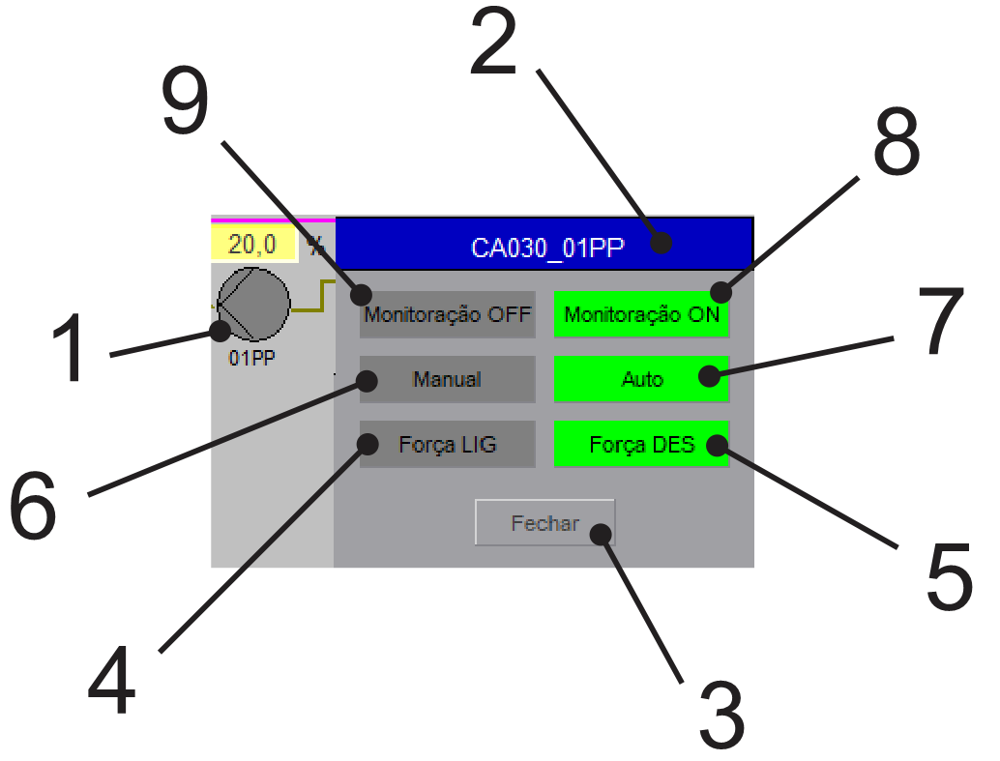 2
9
8
20,0 %
CA030_01PP
1
01PP
Monitoração OFF
Monitoração ON
7
Manual
Auto
Força LIG
Força DES
6
Fechar
5
4
3